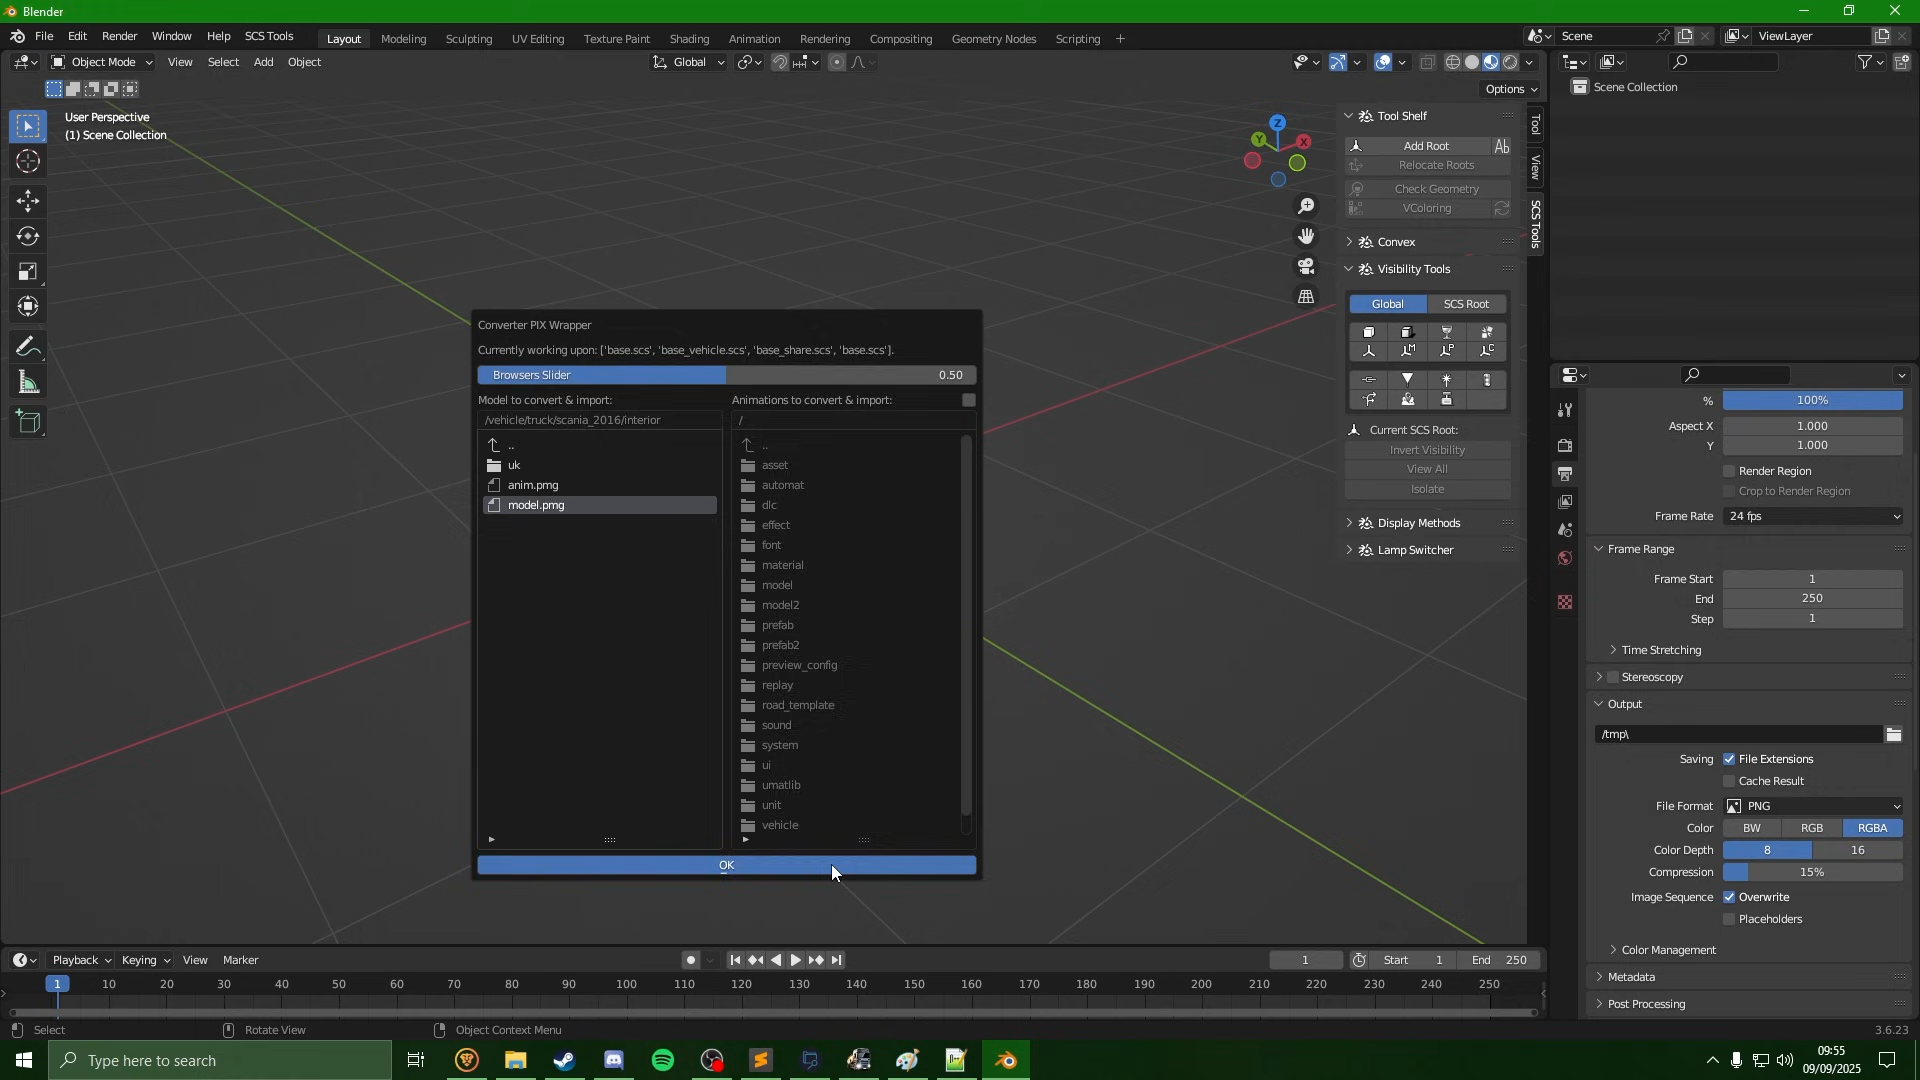 Blender
File Edit Render Window Help SCS Tools
Layout Modeling Sculpting UV Editing Texture Paint Shading Animation Rendering Compositing Geometry Nodes Scripting +
Scene
ViewLayer
Object Mode View Select Add Object
Global
Options
User Perspective
(1) Scene Collection
Z
Y
X
Tool
View
SCS Tools
Tool Shelf
Add Root
Ab
Relocate Roots
Check Geometry
VColoring
Convex
Visibility Tools
Global SCS Root
Current SCS Root:
Invert Visibility
View All
Isolate
Display Methods
Lamp Switcher
Converter PIX Wrapper
Currently working upon: ['base.scs', 'base_vehicle.scs', 'base_share.scs', 'base.scs'].
Browsers Slider 0.50
Model to convert & import:
/vehicle/truck/scania_2016/interior
..
uk
anim.pmg
model.pmg
Animations to convert & import:
/
..
asset
automat
dlc
effect
font
material
model
model2
prefab
prefab2
preview_config
replay
road_template
sound
system
ui
umatlib
unit
vehicle
OK
Scene Collection
% 100%
Aspect X 1.000
Y 1.000
Render Region
Crop to Render Region
Frame Rate 24 fps
Frame Range
Frame Start 1
End 250
Step 1
Time Stretching
Stereoscopy
Output
/tmp\
Saving File Extensions
Cache Result
File Format PNG
Color BW RGB RGBA
Color Depth 8 16
Compression 15%
Image Sequence Overwrite
Placeholders
Color Management
Metadata
Post Processing
Playback Keying View Marker
1 Start 1 End 250
1 10 20 30 40 50 60 70 80 90 100 110 120 130 140 150 160 170 180 190 200 210 220 230 240 250
Select Rotate View Object Context Menu
3.6.23
Type here to search
09:55
09/09/2025